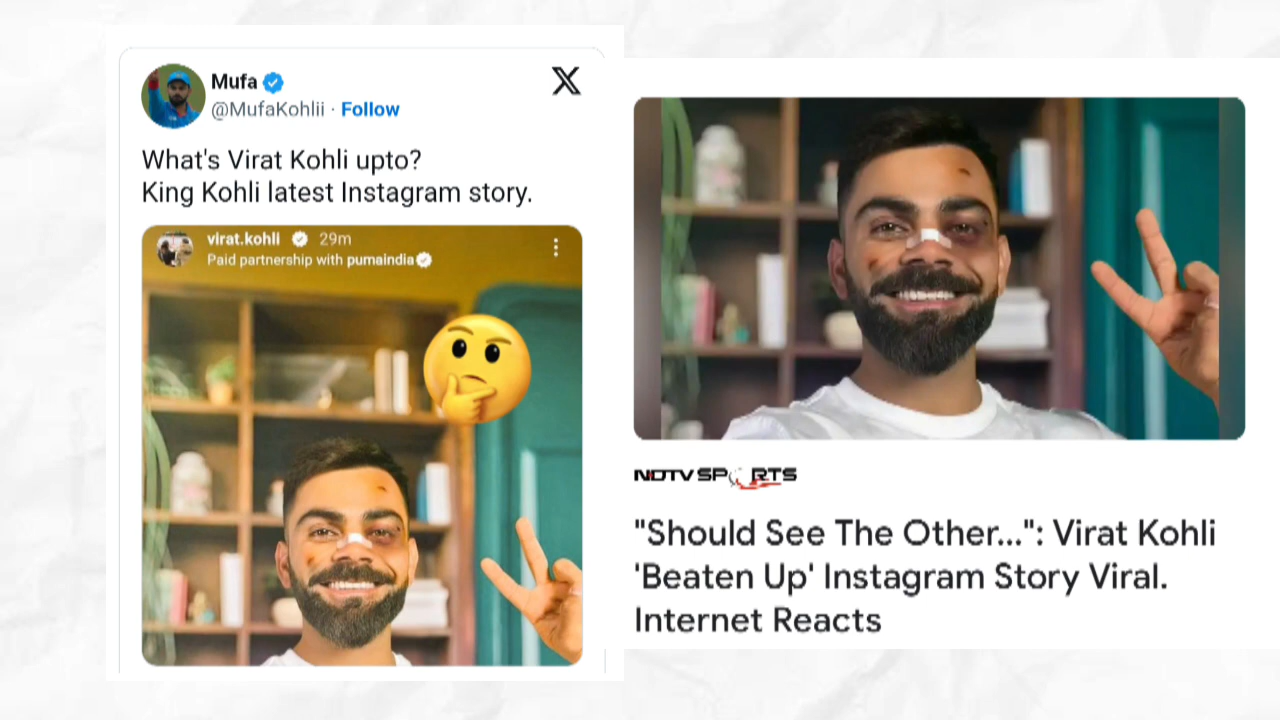 Mufa
@MufaKohlii · Follow
X
What's Virat Kohli upto?
King Kohli latest Instagram story.
virat.kohli 29m
Paid partnership with pumaindia
NDTV SPORTS
"Should See The Other...": Virat Kohli
'Beaten Up' Instagram Story Viral.
Internet Reacts